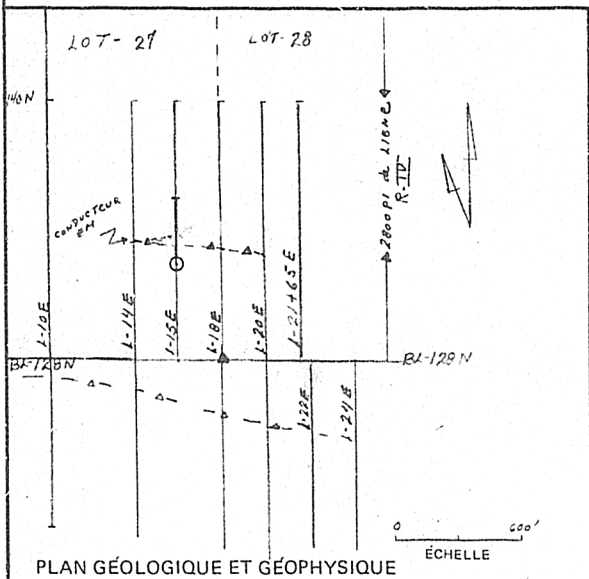 LOT-27
LOT-28
140N
CONDUCTEUR
EM
2800 PI de LIGNE
R-IV
L-10E
L-14E
L-15E
L-18E
L-20E
L-21+65E
BL-128N
BL-128N
L-22E
L-24E
0 600'
ÉCHELLE
PLAN GÉOLOGIQUE ET GÉOPHYSIQUE